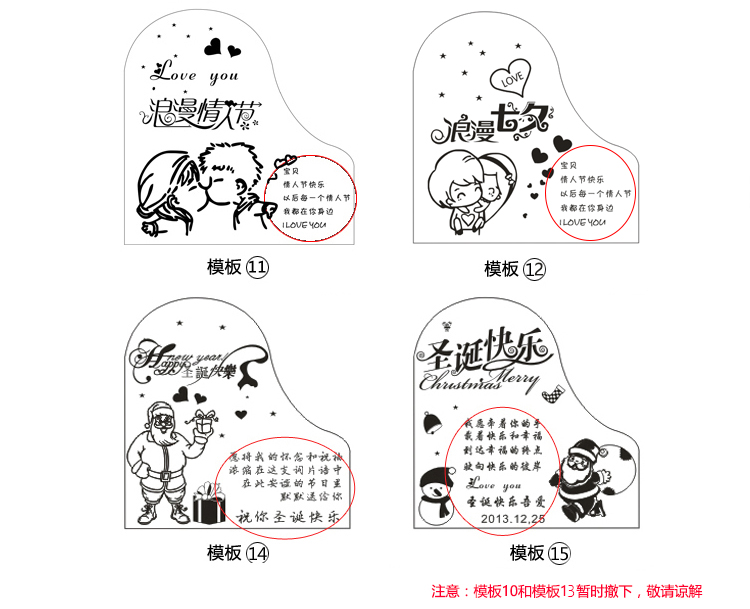 Love you
浪漫情人节
宝贝
情人节快乐
以后每一个情人节
我都在你身边
I LOVE YOU
模板 11
LOVE
浪漫七夕
宝贝
情人节快乐
以后每一个情人节
我都在你身边
I LOVE YOU
模板 12
Happy new year!
圣誕快樂
愿将我的怀您和祝福
浓缩在这支词片语中
在此安谧的节日里
默默送给你
祝你圣诞快乐
模板 14
圣诞快乐
Merry Christmas
我愿牵着你的手
载着快乐和幸福
到达幸福的终点
驶向快乐的彼岸
Love you
圣诞快乐吾爱
2013.12.25
模板 15
注意：模板10和模板13暂时撤下，敬请谅解